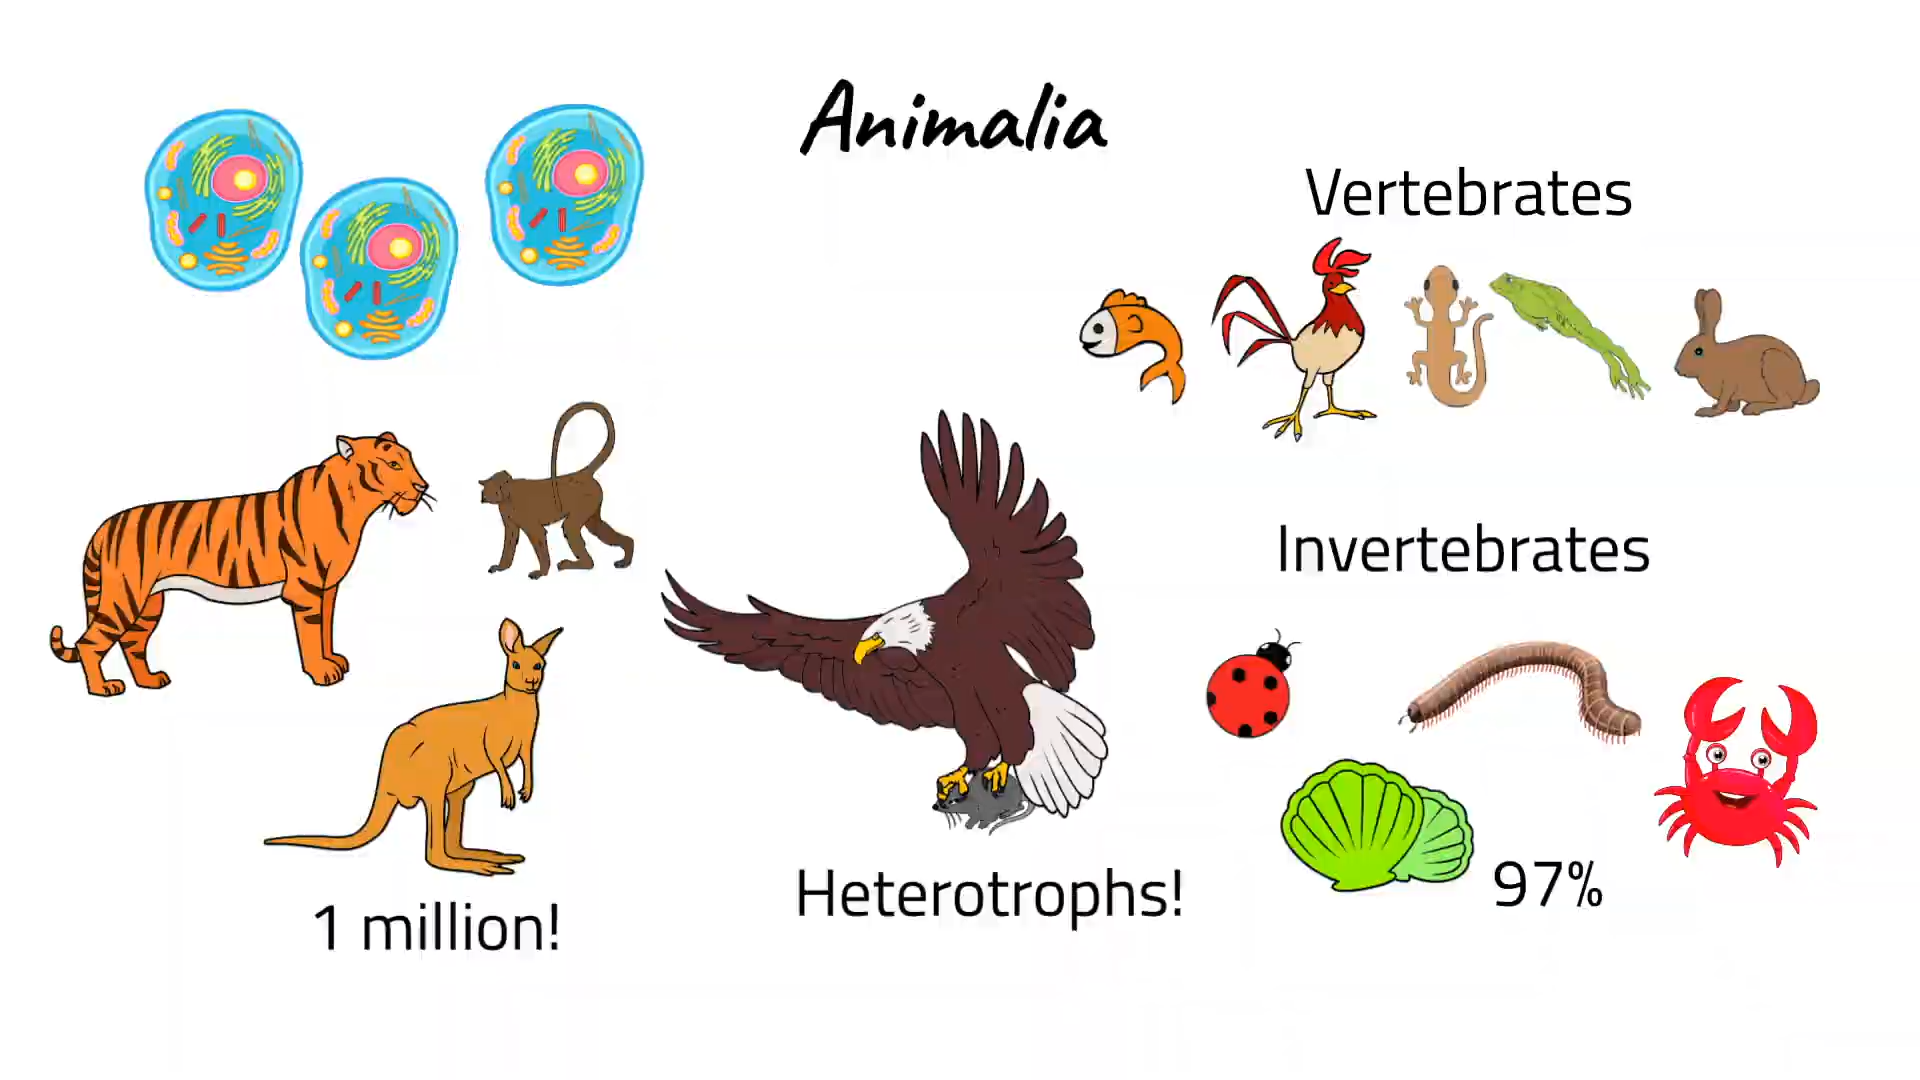 Animalia
Vertebrates
Invertebrates
97%
Heterotrophs!
1 million!